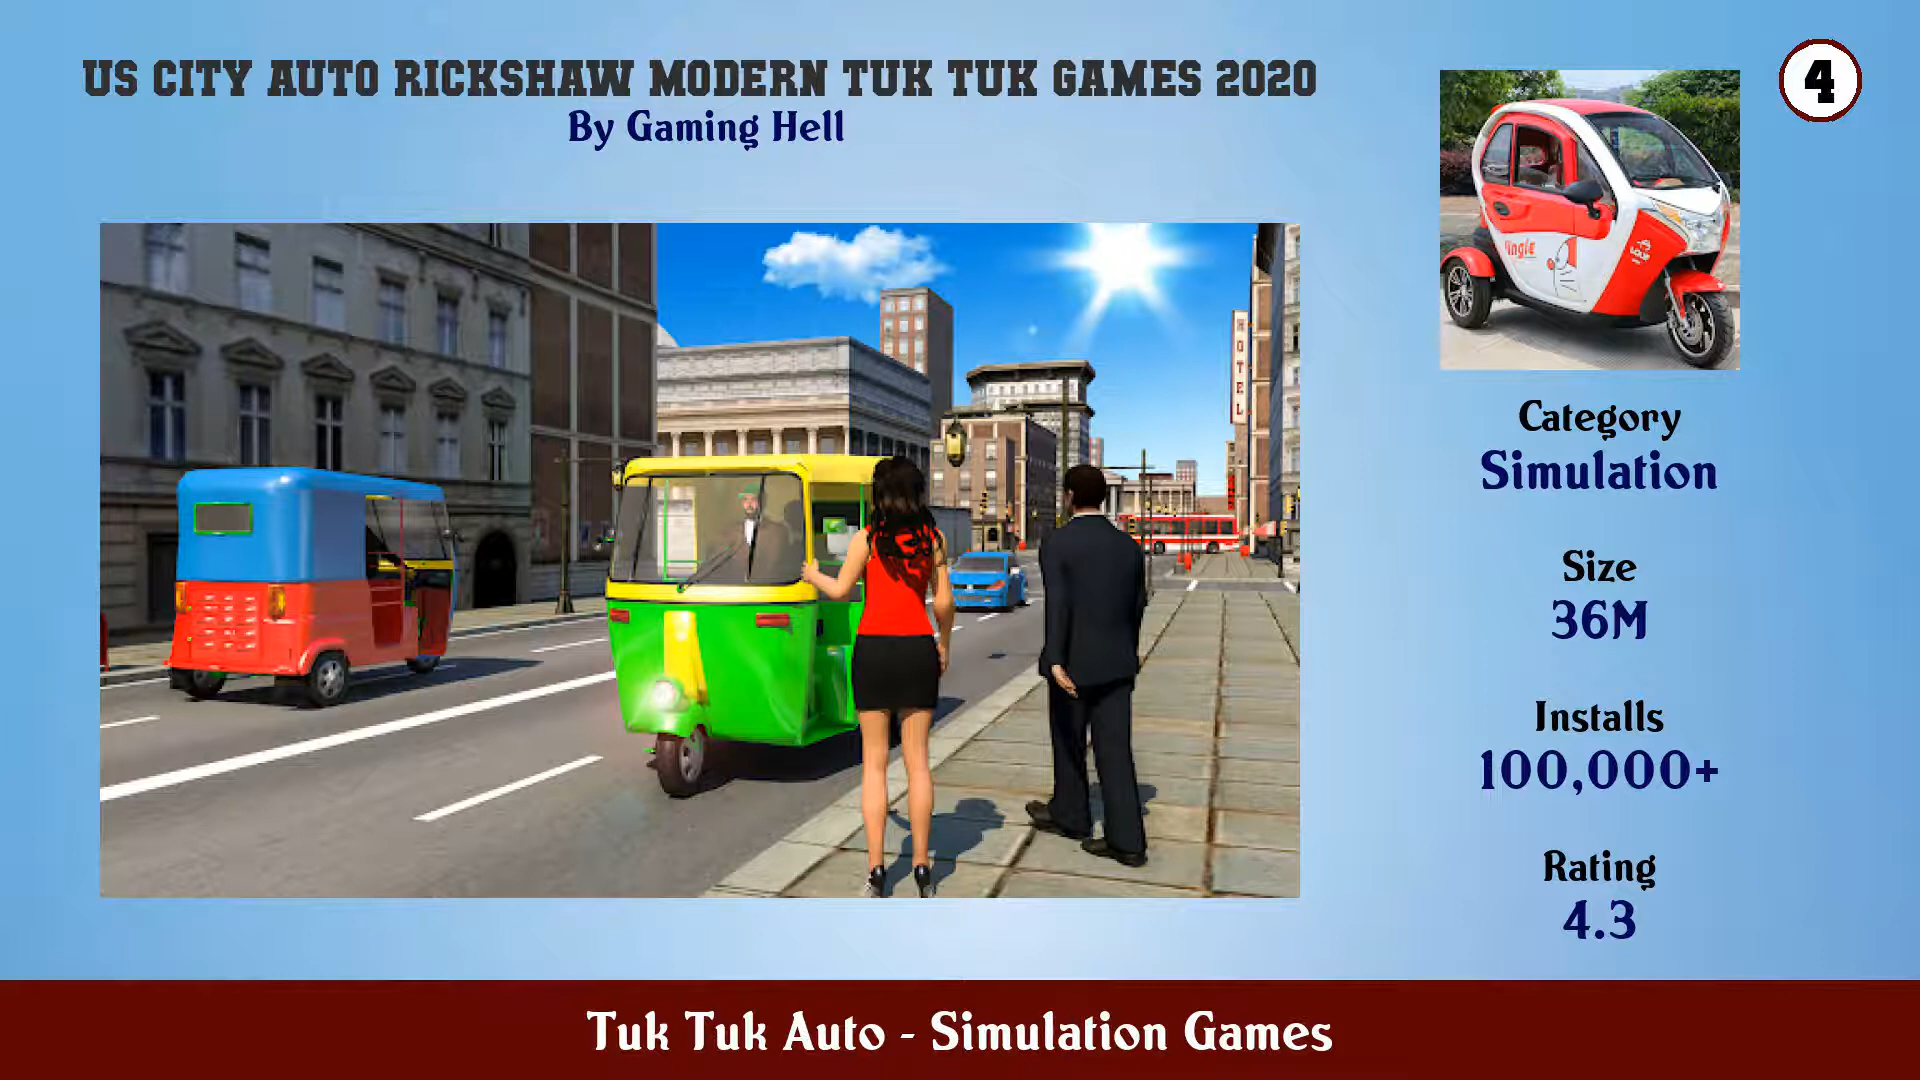 US CITY AUTO RICKSHAW MODERN TUK TUK GAMES 2020
By Gaming Hell
4
HOTEL
Category
Simulation
Size
36M
Installs
100,000+
Rating
4.3
Tuk Tuk Auto - Simulation Games